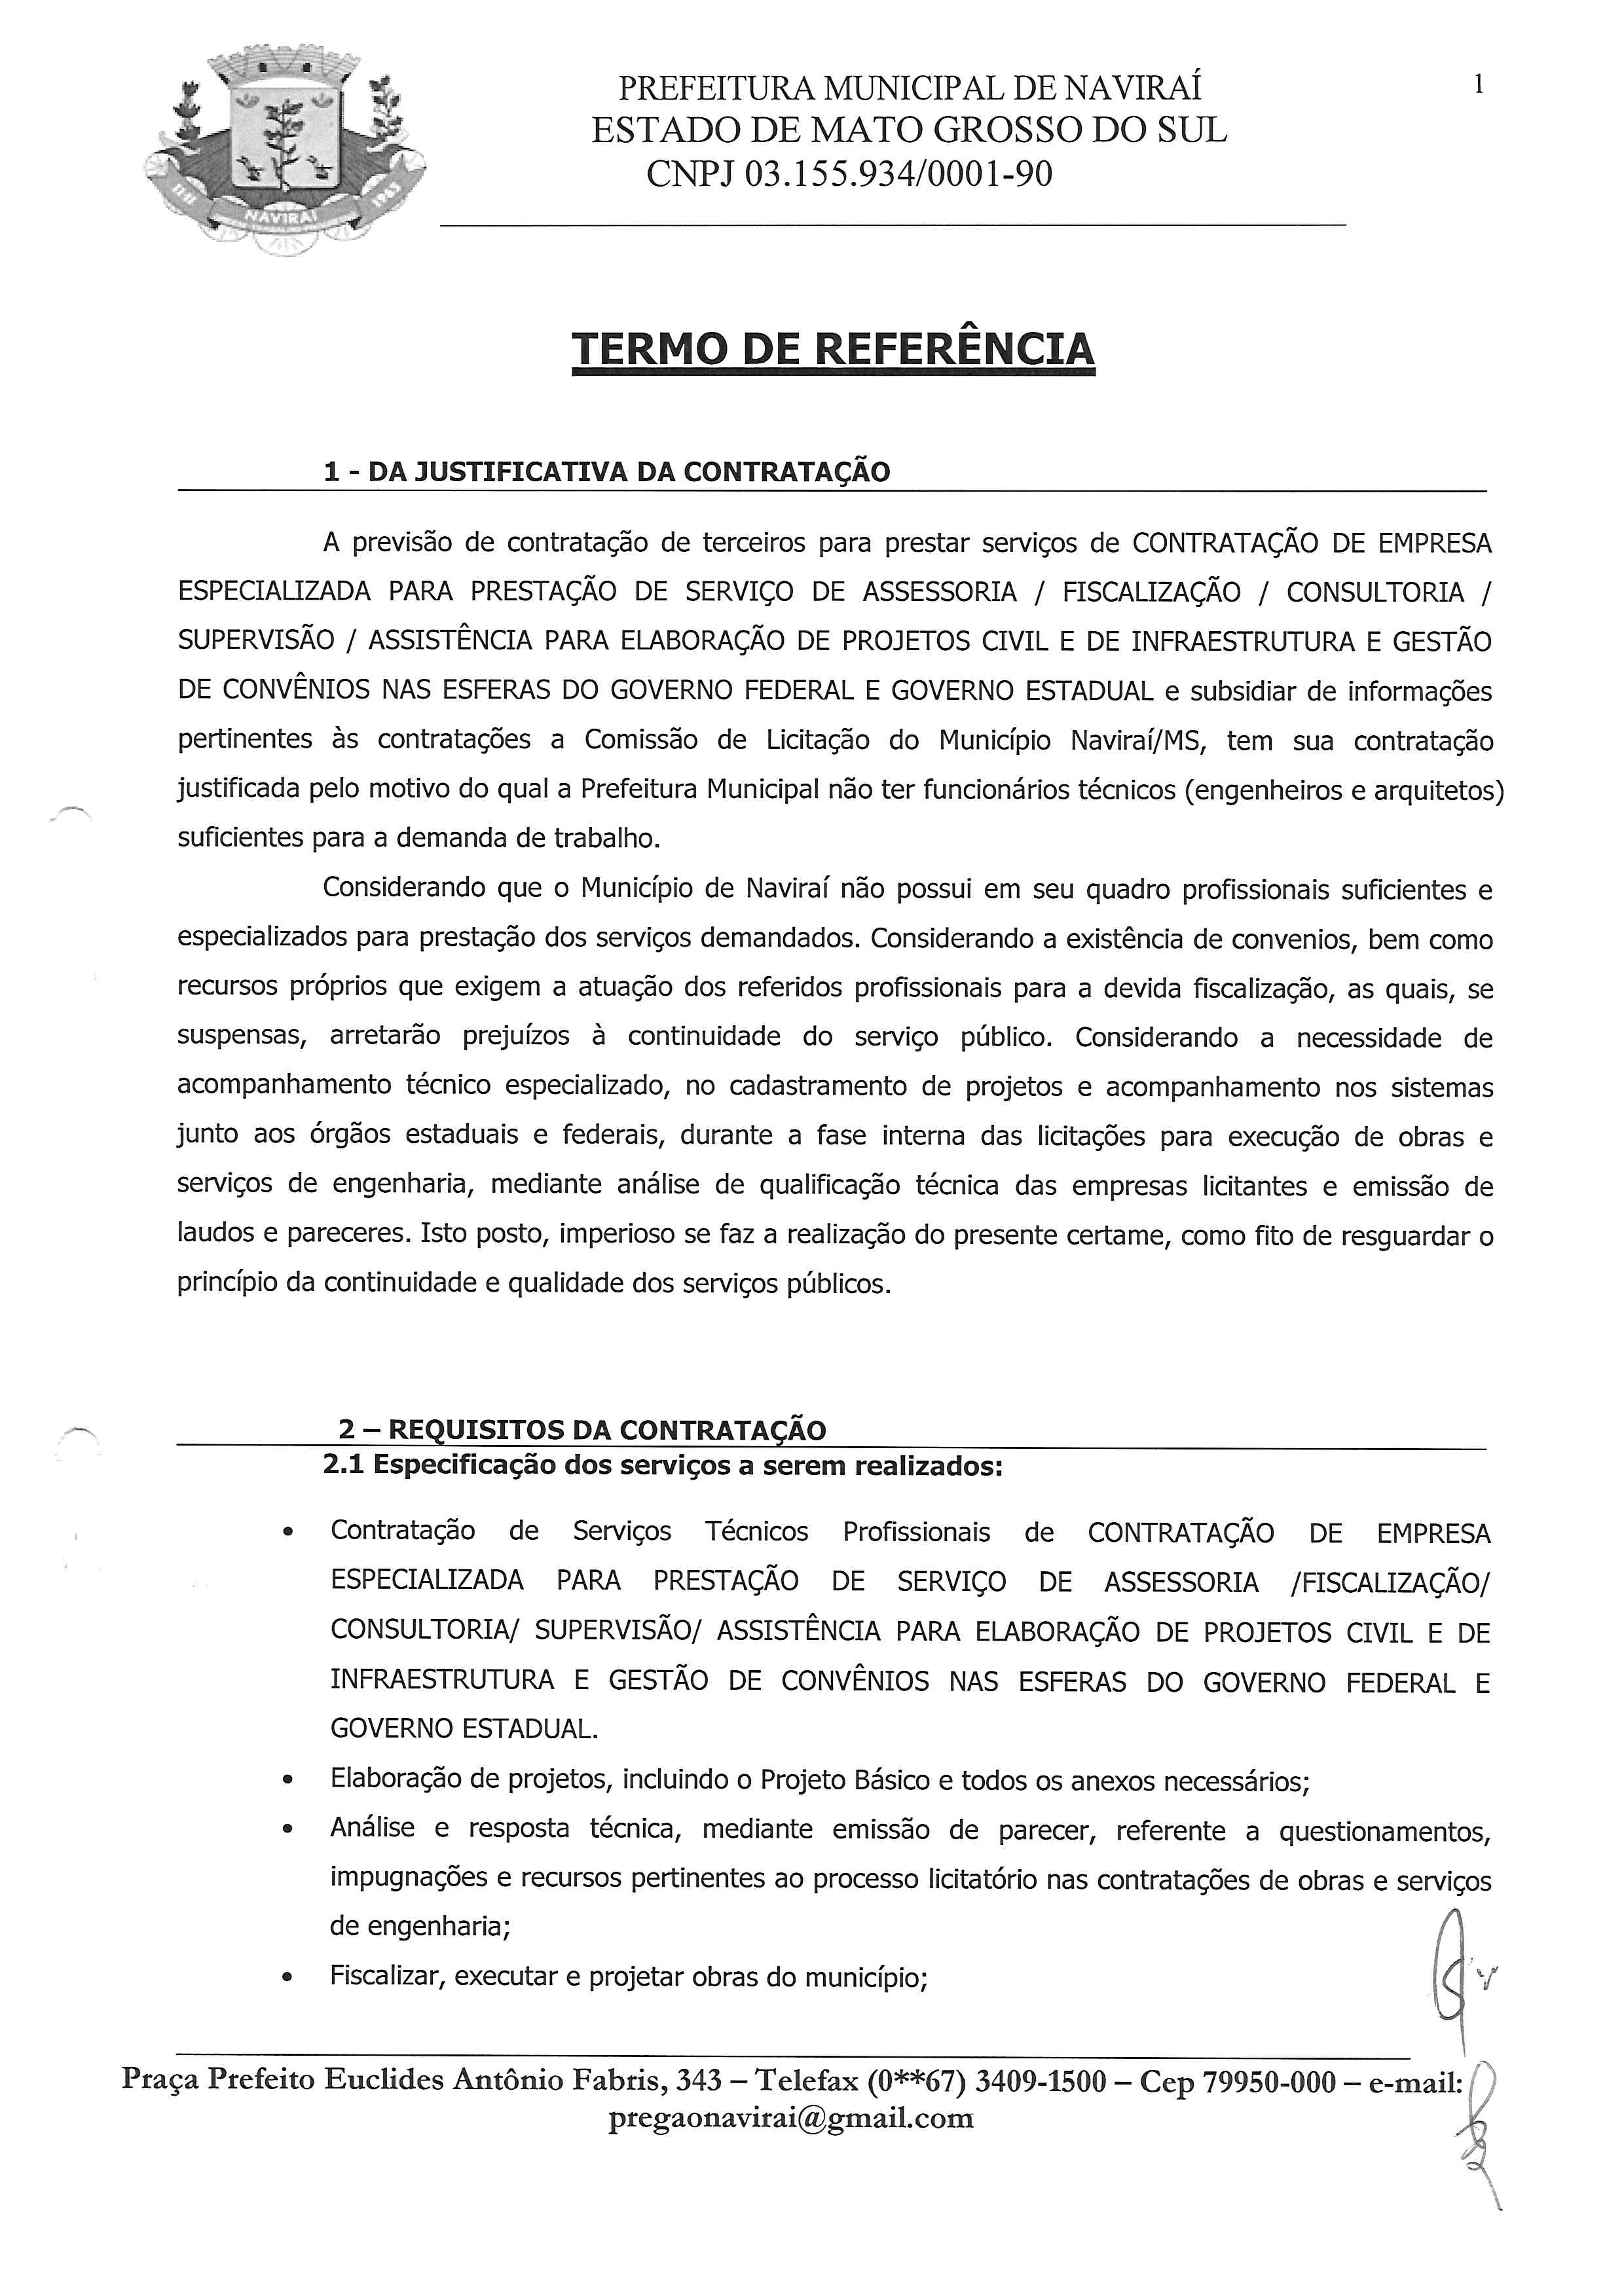 PREFEITURA MUNICIPAL DE NAVIRAÍ
1
ESTADO DE MATO GROSSO DO SUL
CNPJ 03.155.934/0001-90
NAVIRAÍ
1963
TERMO DE REFERÊNCIA
1 - DA JUSTIFICATIVA DA CONTRATAÇÃO
A previsão de contratação de terceiros para prestar serviços de CONTRATAÇÃO DE EMPRESA
ESPECIALIZADA PARA PRESTAÇÃO DE SERVIÇO DE ASSESSORIA / FISCALIZAÇÃO / CONSULTORIA /
SUPERVISÃO / ASSISTÊNCIA PARA ELABORAÇÃO DE PROJETOS CIVIL E DE INFRAESTRUTURA E GESTÃO
DE CONVÊNIOS NAS ESFERAS DO GOVERNO FEDERAL E GOVERNO ESTADUAL e subsidiar de informações
pertinentes às contratações a Comissão de Licitação do Município Naviraí/MS, tem sua contratação
justificada pelo motivo do qual a Prefeitura Municipal não ter funcionários técnicos (engenheiros e arquitetos)
suficientes para a demanda de trabalho.
Considerando que o Município de Naviraí não possui em seu quadro profissionais suficientes e
especializados para prestação dos serviços demandados. Considerando a existência de convenios, bem como
recursos próprios que exigem a atuação dos referidos profissionais para a devida fiscalização, as quais, se
suspensas, arretarão prejuízos à continuidade do serviço público. Considerando a necessidade de
acompanhamento técnico especializado, no cadastramento de projetos e acompanhamento nos sistemas
junto aos órgãos estaduais e federais, durante a fase interna das licitações para execução de obras e
serviços de engenharia, mediante análise de qualificação técnica das empresas licitantes e emissão de
laudos e pareceres. Isto posto, imperioso se faz a realização do presente certame, como fito de resguardar o
princípio da continuidade e qualidade dos serviços públicos.
2 – REQUISITOS DA CONTRATAÇÃO
2.1 Especificação dos serviços a serem realizados:
• Contratação de Serviços Técnicos Profissionais de CONTRATAÇÃO DE EMPRESA
ESPECIALIZADA PARA PRESTAÇÃO DE SERVIÇO DE ASSESSORIA /FISCALIZAÇÃO/
CONSULTORIA/ SUPERVISÃO/ ASSISTÊNCIA PARA ELABORAÇÃO DE PROJETOS CIVIL E DE
INFRAESTRUTURA E GESTÃO DE CONVÊNIOS NAS ESFERAS DO GOVERNO FEDERAL E
GOVERNO ESTADUAL.
• Elaboração de projetos, incluindo o Projeto Básico e todos os anexos necessários;
• Análise e resposta técnica, mediante emissão de parecer, referente a questionamentos,
impugnações e recursos pertinentes ao processo licitatório nas contratações de obras e serviços
de engenharia;
• Fiscalizar, executar e projetar obras do município;
Praça Prefeito Euclides Antônio Fabris, 343 – Telefax (0**67) 3409-1500 – Cep 79950-000 – e-mail:
pregaonavirai@gmail.com